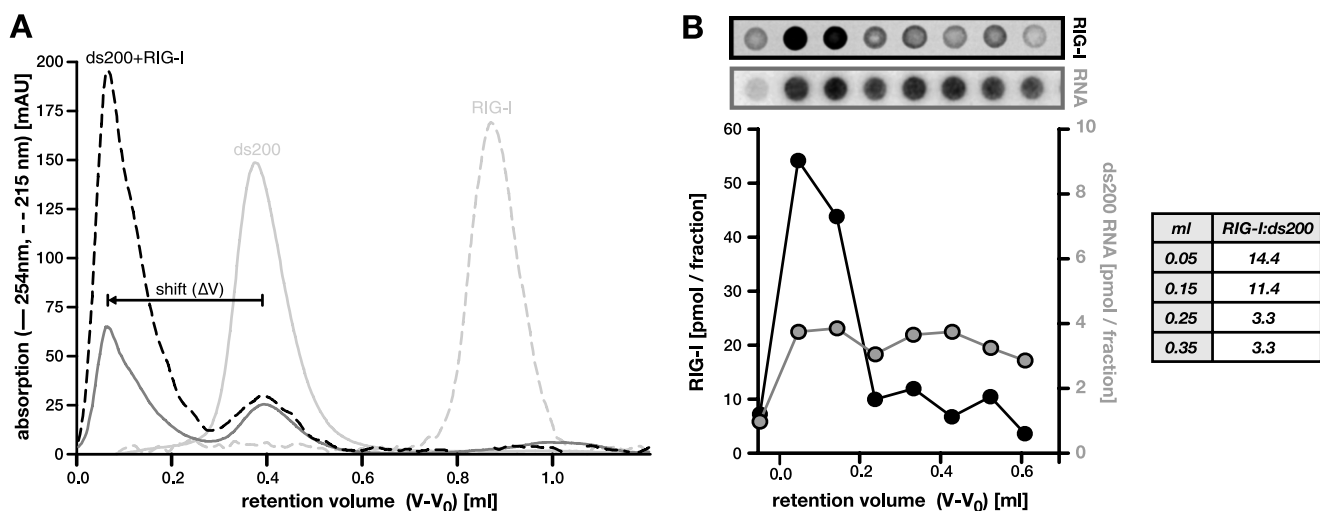 A
absorption (— 254nm, - - 215 nm) [mAU]
200
175
150
125
100
75
50
25
0
ds200+RIG-I
ds200
RIG-I
shift (ΔV)
0.0 0.2 0.4 0.6 0.8 1.0
retention volume (V-V0) [ml]
B
RIG-I
RNA
RIG-I [pmol / fraction]
60
50
40
30
20
10
0
10
8
6
4
2
0
ds200 RNA [pmol / fraction]
0.0 0.2 0.4 0.6
retention volume (V-V0) [ml]
ml RIG-I:ds200
0.05 14.4
0.15 11.4
0.25 3.3
0.35 3.3